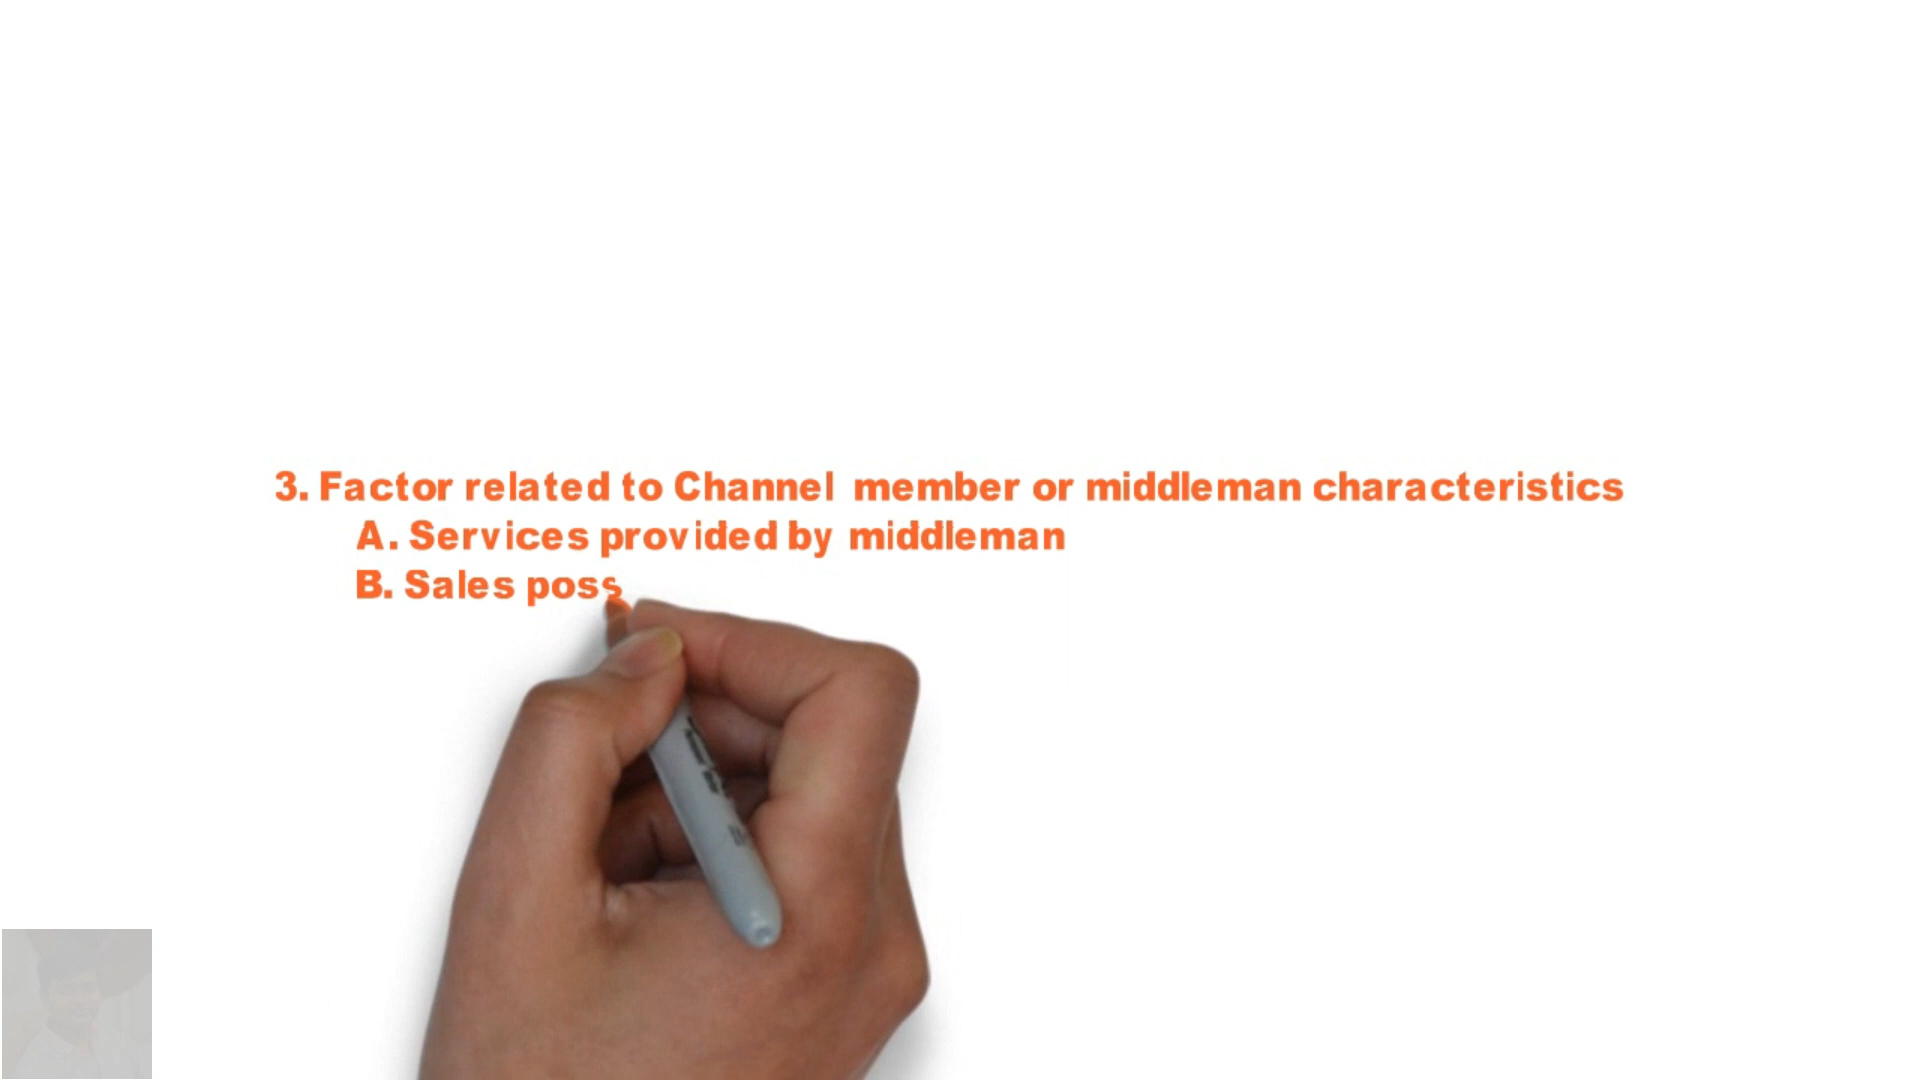 3. Factor related to Channel member or middleman characteristics
A. Services provided by middleman
B. Sales poss